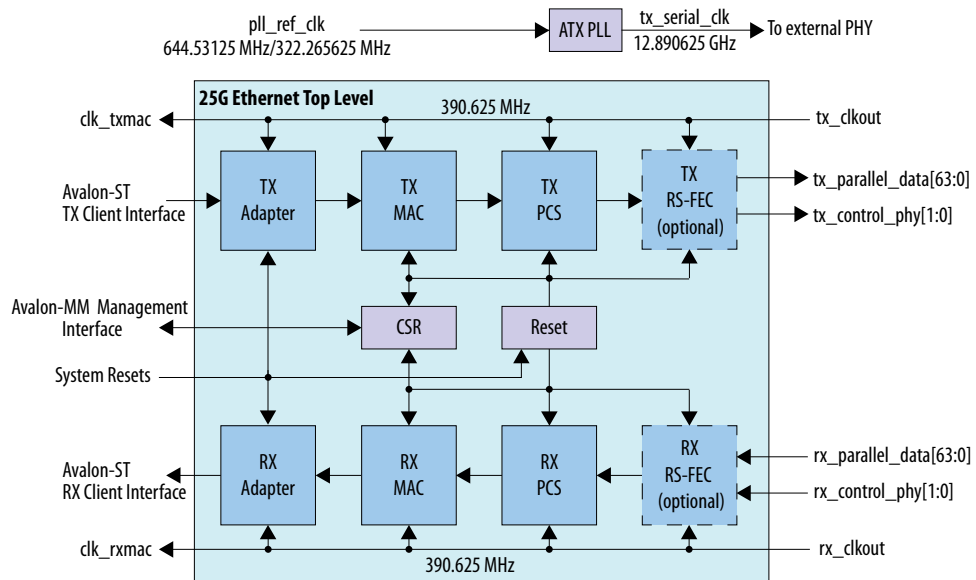 pll_ref_clk
644.53125 MHz/322.265625 MHz
ATX PLL
tx_serial_clk
12.890625 GHz
To external PHY
25G Ethernet Top Level
clk_txmac
390.625 MHz
tx_clkout
Avalon-ST
TX Client Interface
TX
Adapter
TX
MAC
TX
PCS
TX
RS-FEC
(optional)
tx_parallel_data[63:0]
tx_control_phy[1:0]
Avalon-MM Management
Interface
CSR
Reset
System Resets
Avalon-ST
RX Client Interface
RX
Adapter
RX
MAC
RX
PCS
RX
RS-FEC
(optional)
rx_parallel_data[63:0]
rx_control_phy[1:0]
clk_rxmac
390.625 MHz
rx_clkout